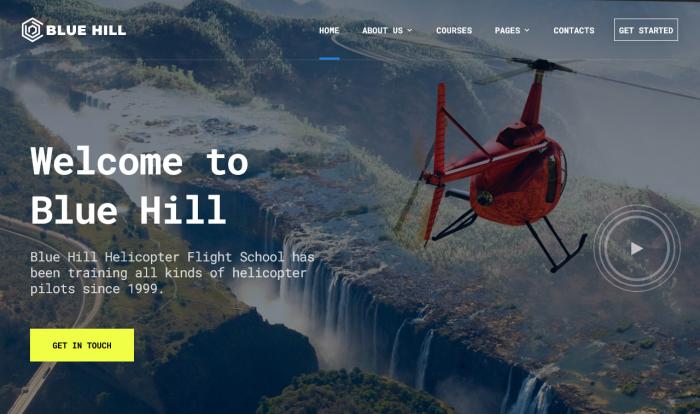 BLUE HILL
HOME ABOUT US COURSES PAGES CONTACTS GET STARTED
Welcome to
Blue Hill
Blue Hill Helicopter Flight School has
been training all kinds of helicopter
pilots since 1999.
GET IN TOUCH